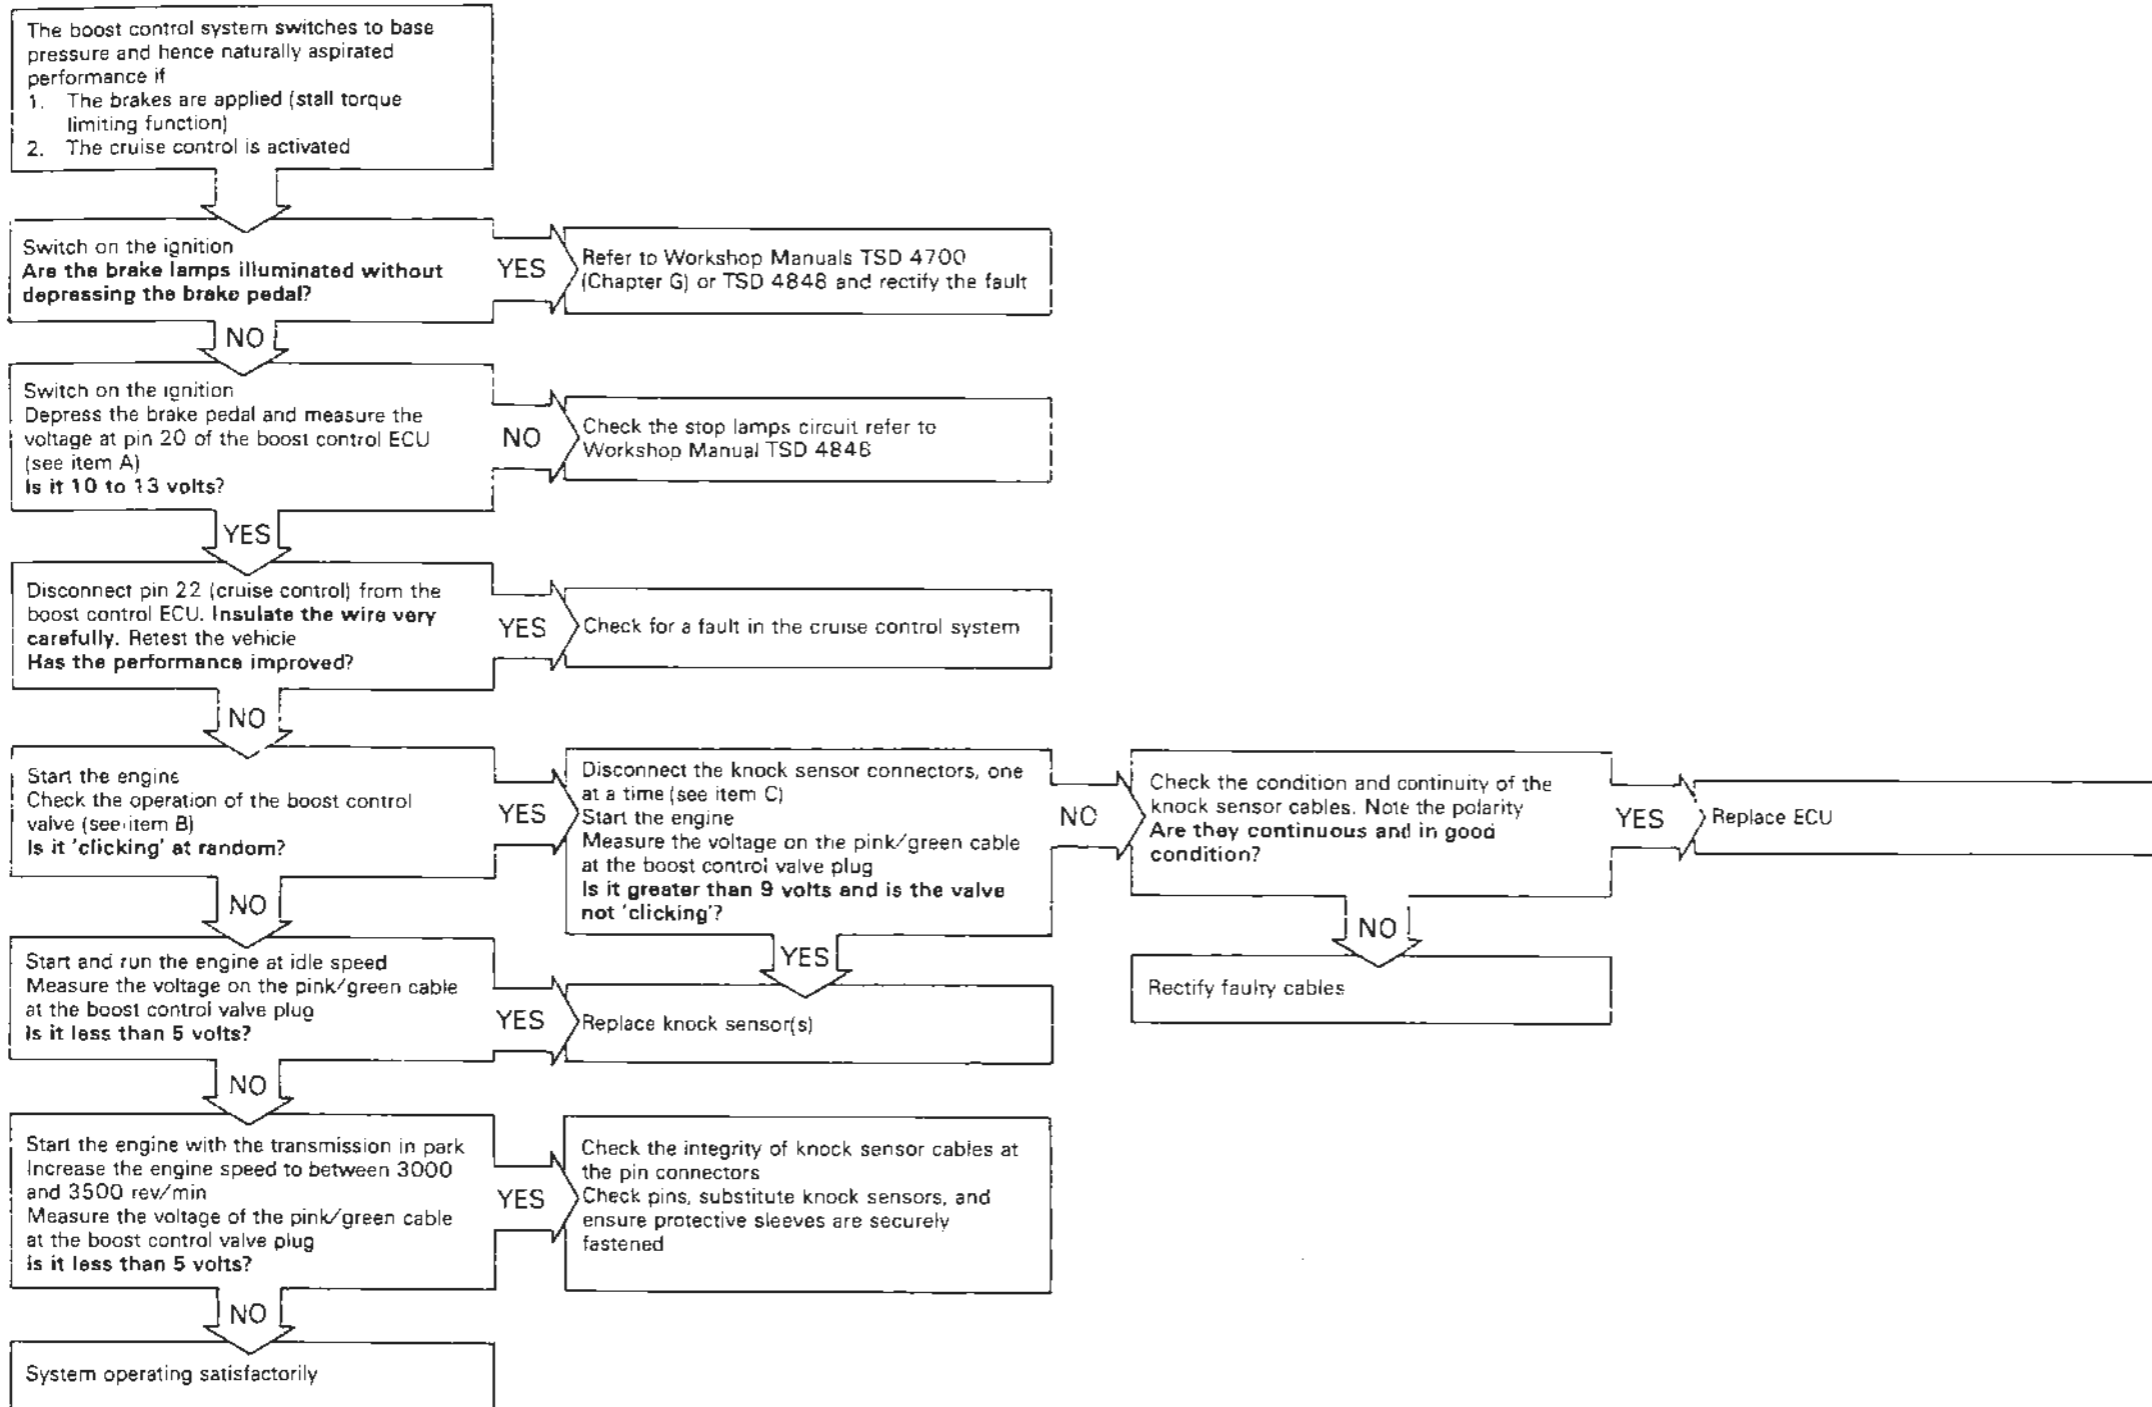 The boost control system switches to base
pressure and hence naturally aspirated
performance if
1. The brakes are applied (stall torque
limiting function)
2. The cruise control is activated
Switch on the ignition
Are the brake lamps illuminated without
depressing the brake pedal?
YES
Refer to Workshop Manuals TSD 4700
(Chapter G) or TSD 4848 and rectify the fault
NO
Switch on the ignition
Depress the brake pedal and measure the
voltage at pin 20 of the boost control ECU
(see item A)
Is it 10 to 13 volts?
NO
Check the stop lamps circuit refer to
Workshop Manual TSD 4848
YES
Disconnect pin 22 (cruise control) from the
boost control ECU. Insulate the wire very
carefully. Retest the vehicle
Has the performance improved?
YES
Check for a fault in the cruise control system
NO
Start the engine
Check the operation of the boost control
valve (see item B)
Is it 'clicking' at random?
YES
Disconnect the knock sensor connectors, one
at a time (see item C)
Start the engine
Measure the voltage on the pink/green cable
at the boost control valve plug
Is it greater than 9 volts and is the valve
not 'clicking'?
NO
Check the condition and continuity of the
knock sensor cables. Note the polarity
Are they continuous and in good
condition?
YES
Replace ECU
NO
Rectify faulty cables
YES
NO
Start and run the engine at idle speed
Measure the voltage on the pink/green cable
at the boost control valve plug
Is it less than 5 volts?
YES
Replace knock sensor(s)
NO
Start the engine with the transmission in park
Increase the engine speed to between 3000
and 3500 rev/min
Measure the voltage of the pink/green cable
at the boost control valve plug
Is it less than 5 volts?
YES
Check the integrity of knock sensor cables at
the pin connectors
Check pins, substitute knock sensors, and
ensure protective sleeves are securely
fastened
NO
System operating satisfactorily